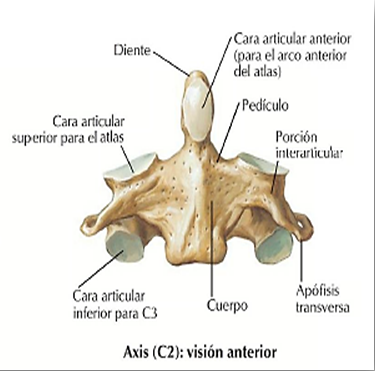 Diente
Cara articular anterior
(para el arco anterior
del atlas)
Pedículo
Cara articular
superior para el atlas
Porción
interarticular
Cara articular
inferior para C3
Cuerpo
Apófisis
transversa
Axis (C2): visión anterior